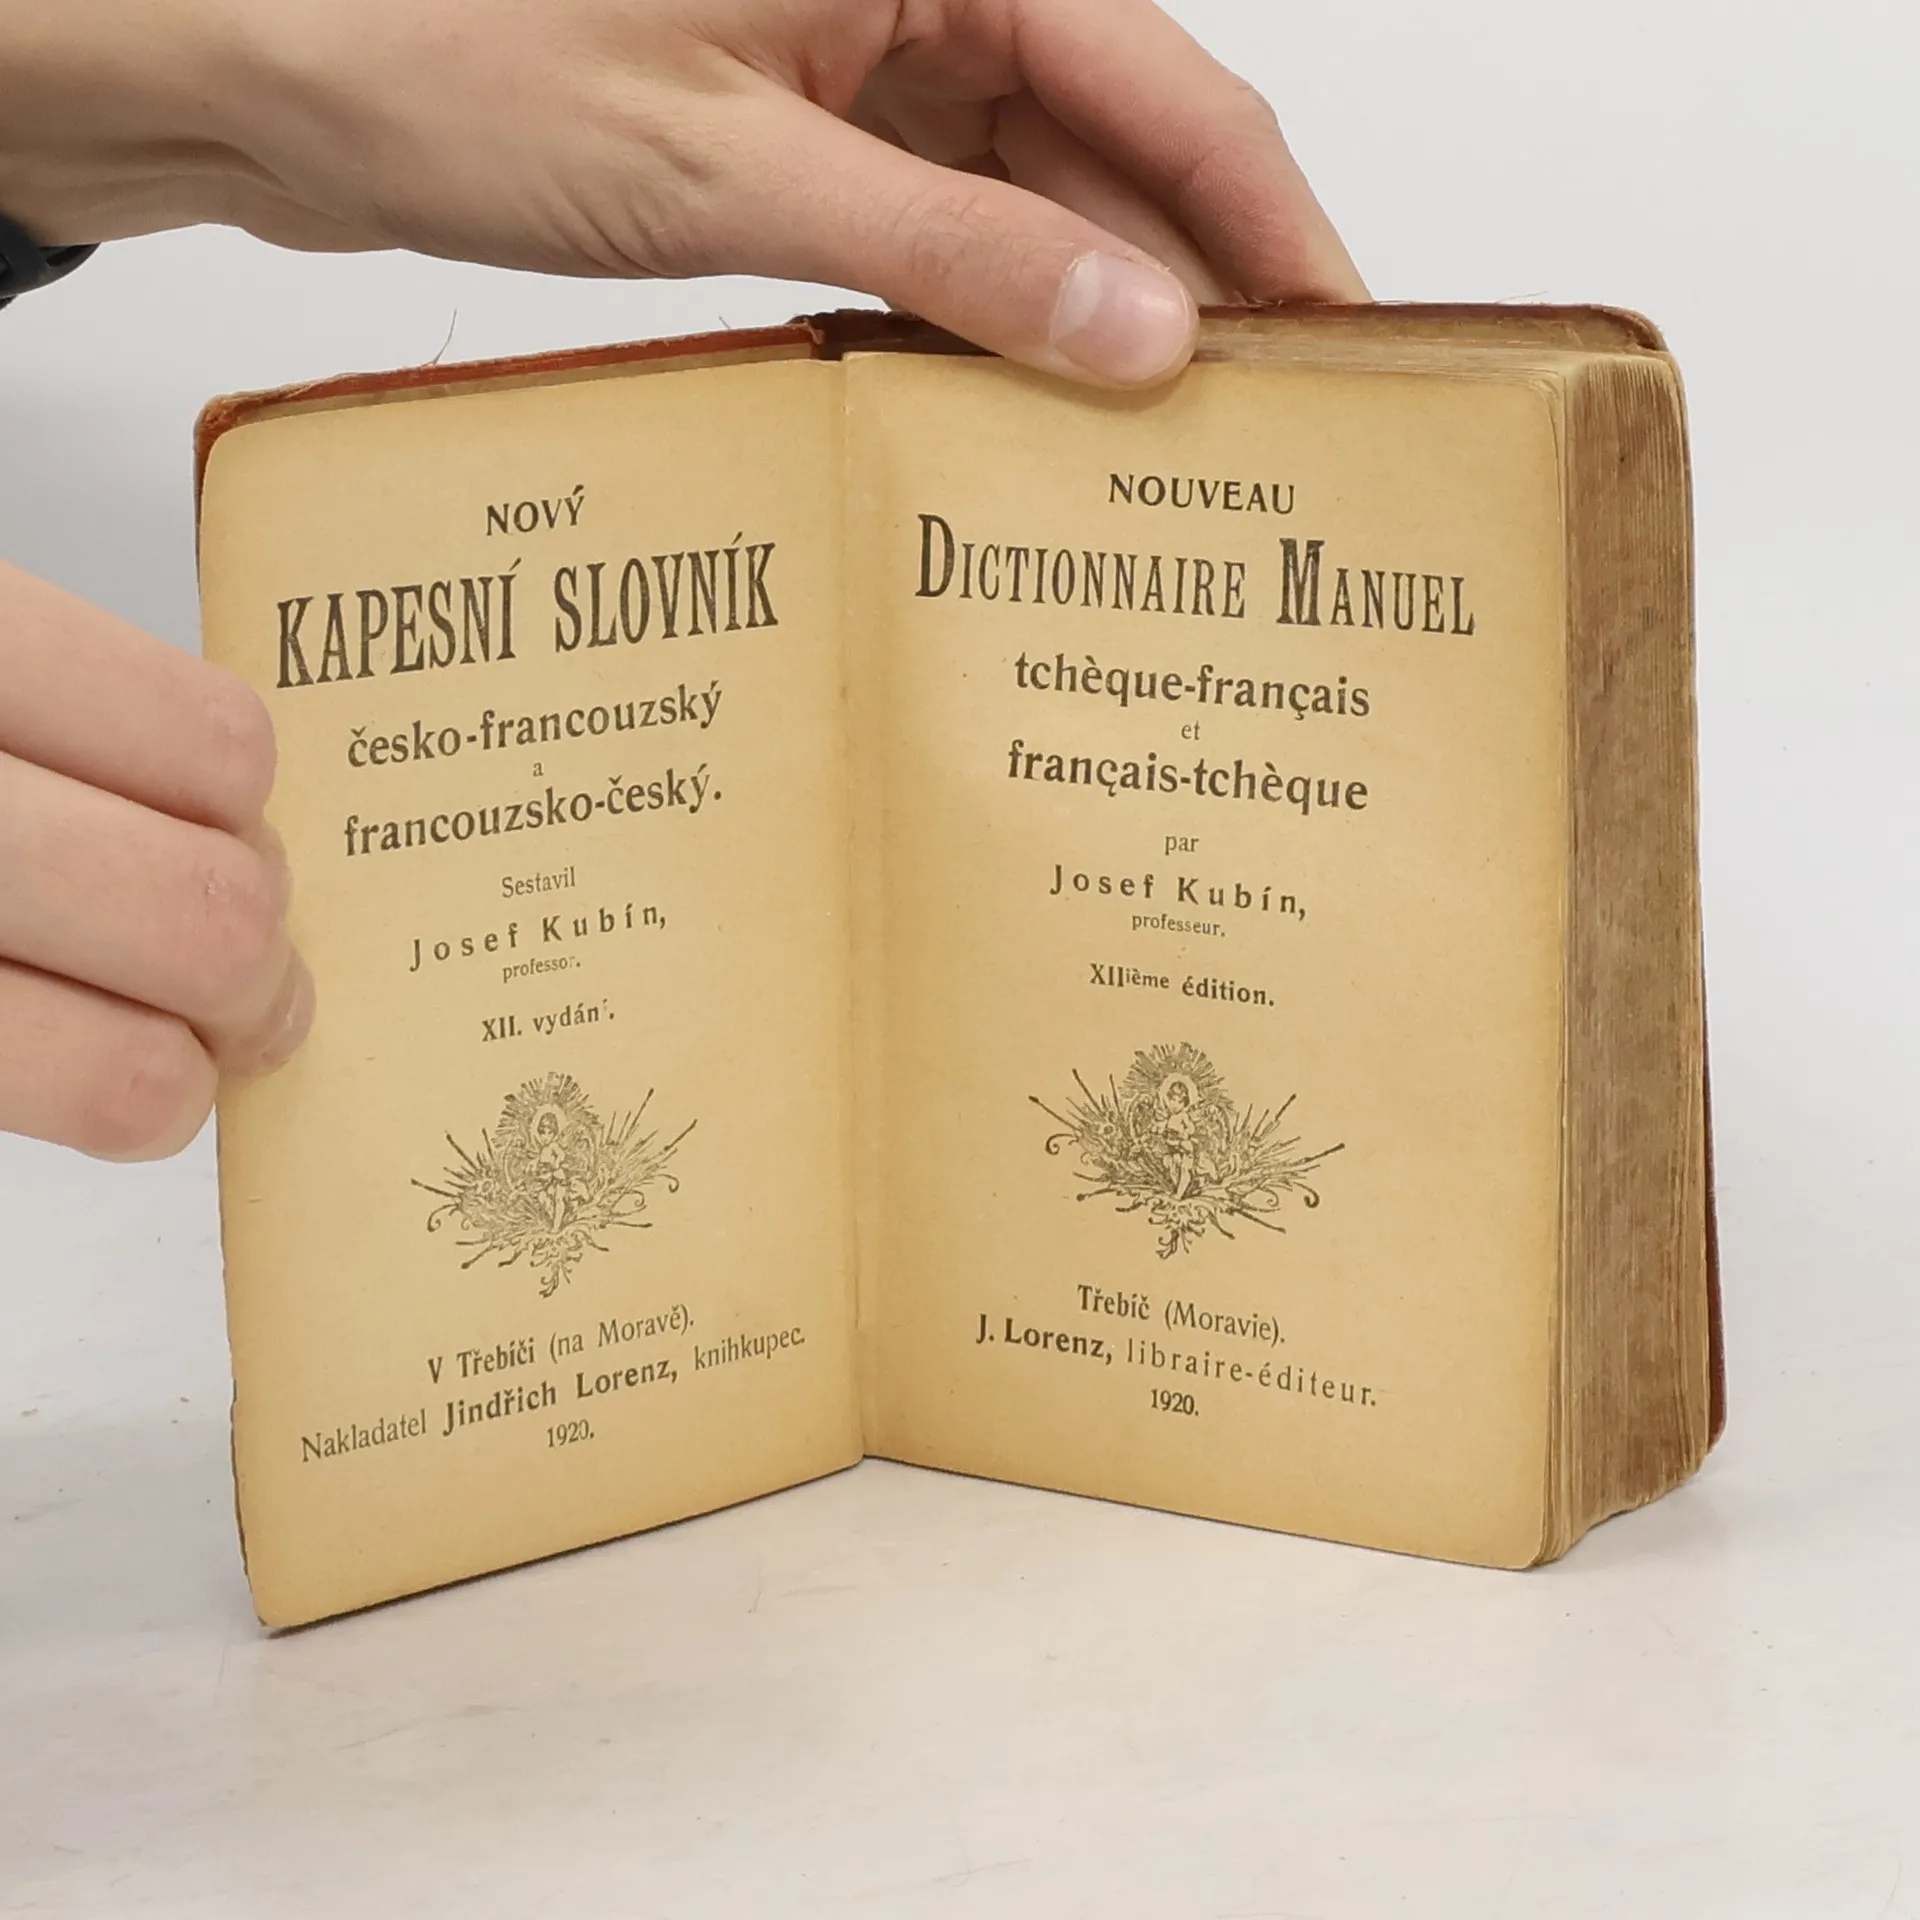 NOVÝ
KAPESNÍ SLOVNÍK
česko-francouzský
a
francouzsko-český.
Sestavil
Josef Kubín,
professor.
XII. vydání.
V Třebíči (na Moravě).
Nakladatel Jindřich Lorenz, knihkupec.
1920.
NOUVEAU
DICTIONNAIRE MANUEL
tchèque-français
et
français-tchèque
par
Josef Kubín,
professeur.
XIIième édition.
Třebíč (Moravie).
J. Lorenz, libraire-éditeur.
1920.